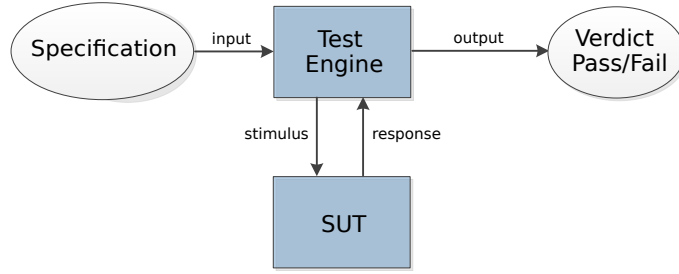 Specification
input
Test
Engine
output
Verdict
Pass/Fail
stimulus
response
SUT